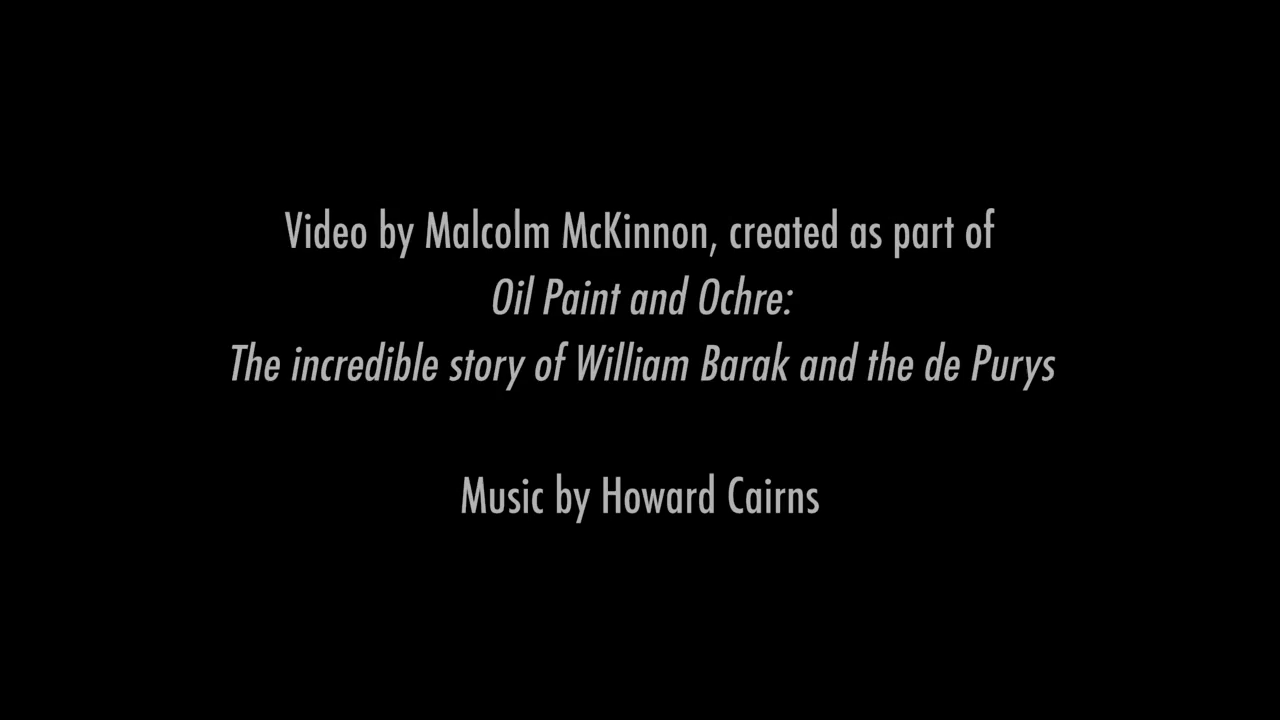 Video by Malcolm McKinnon, created as part of
Oil Paint and Ochre:
The incredible story of William Barak and the de Purys
Music by Howard Cairns